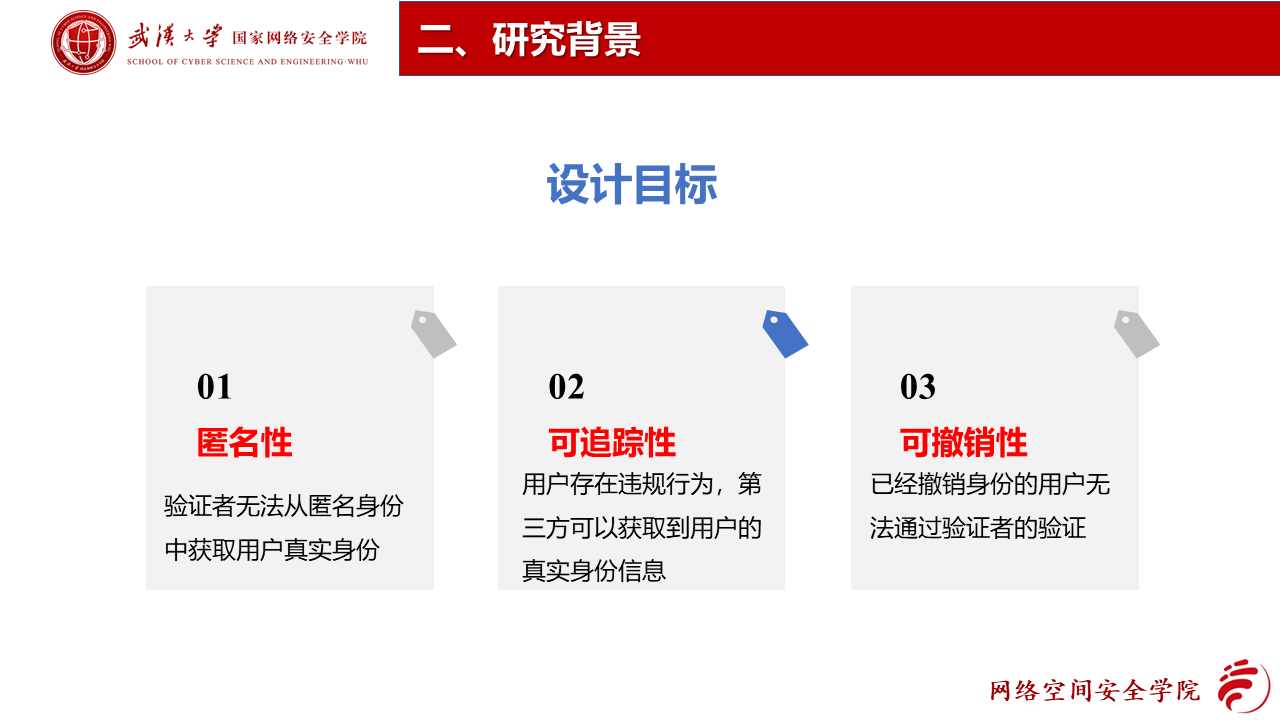 武汉大学 国家网络安全学院
SCHOOL OF CYBER SCIENCE AND ENGINEERING·WHU
二、研究背景
设计目标
01
匿名性
验证者无法从匿名身份
中获取用户真实身份
02
可追踪性
用户存在违规行为，第
三方可以获取到用户的
真实身份信息
03
可撤销性
已经撤销身份的用户无
法通过验证者的验证
网络空间安全学院